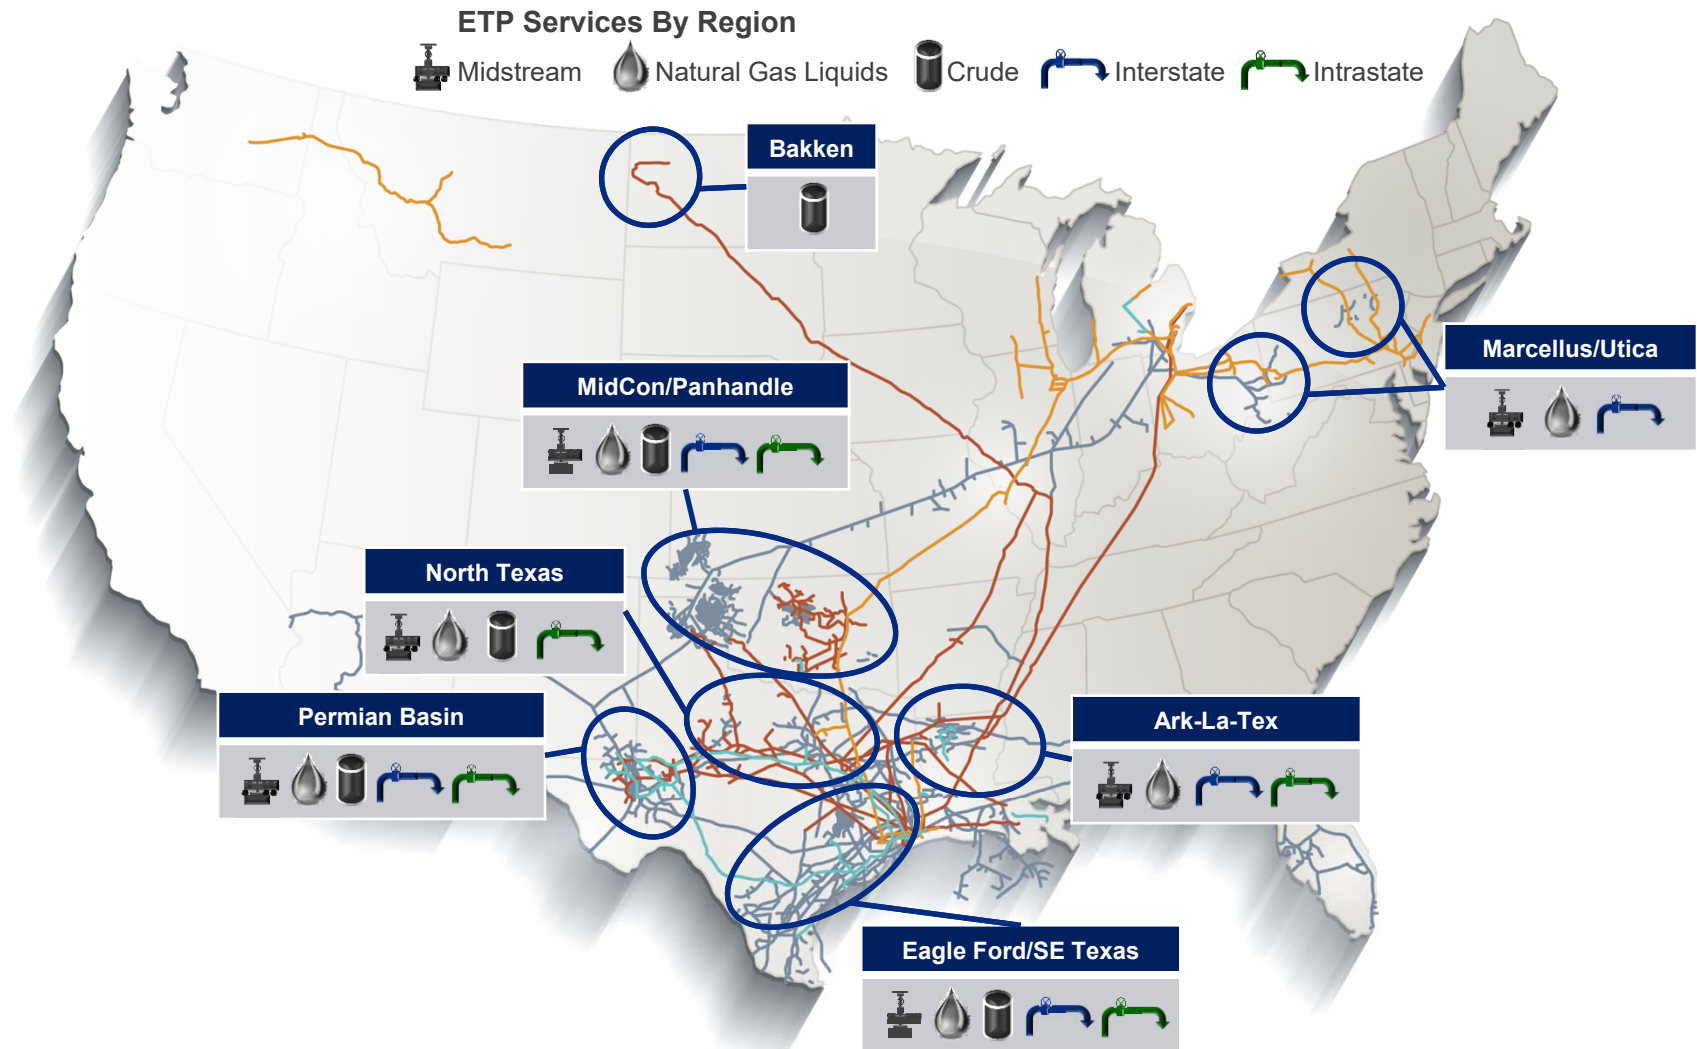 ETP Services By Region
Midstream Natural Gas Liquids Crude Interstate Intrastate
Bakken
Marcellus/Utica
MidCon/Panhandle
North Texas
Permian Basin
Ark-La-Tex
Eagle Ford/SE Texas